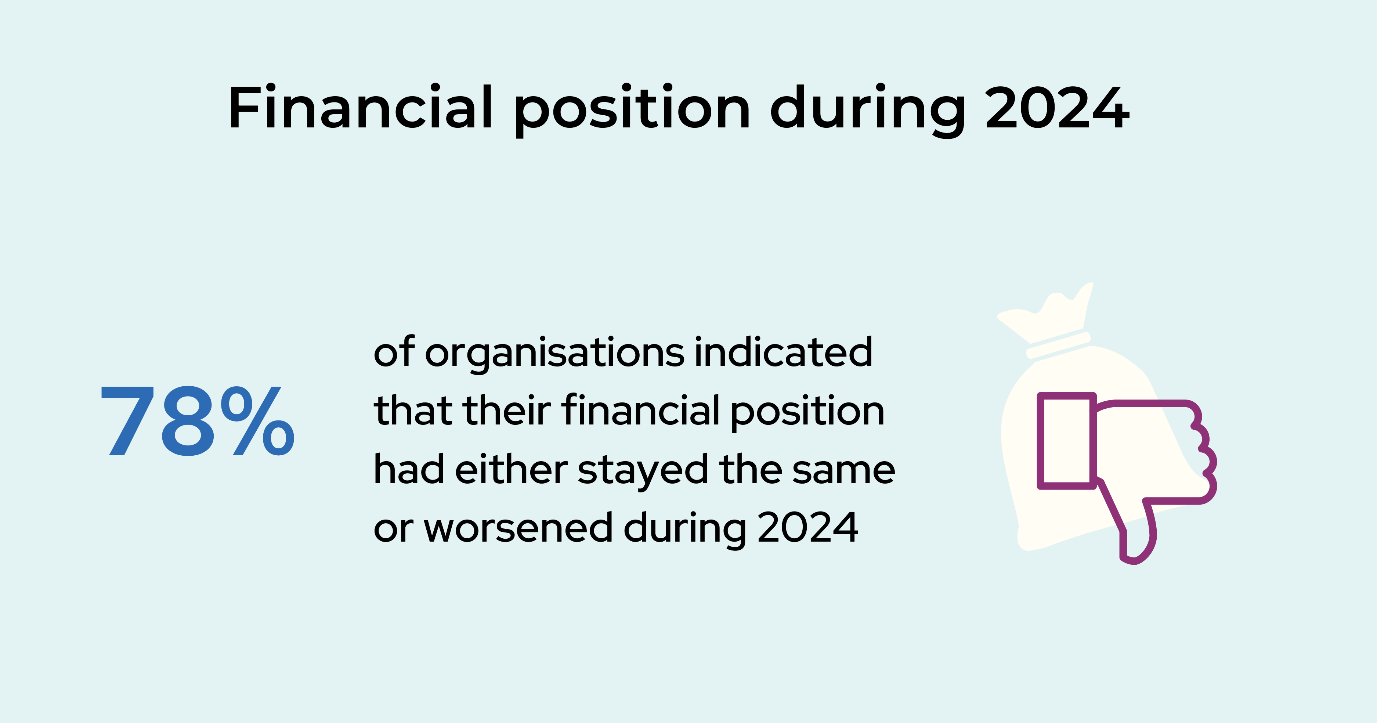 Financial position during 2024
78%
of organisations indicated
that their financial position
had either stayed the same
or worsened during 2024